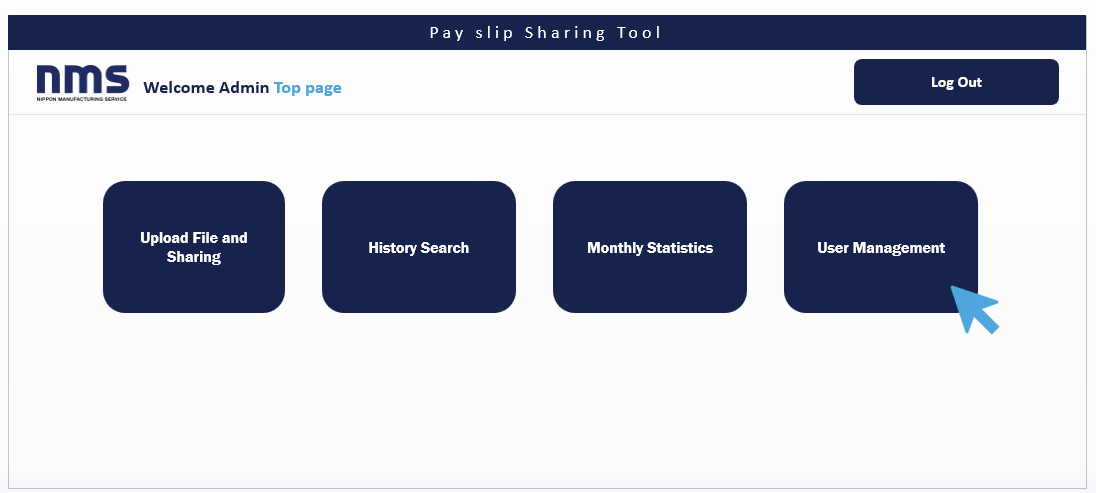 Pay slip Sharing Tool
nms
NIPPON MANUFACTURING SERVICE
Welcome Admin Top page
Log Out
Upload File and
Sharing
History Search
Monthly Statistics
User Management